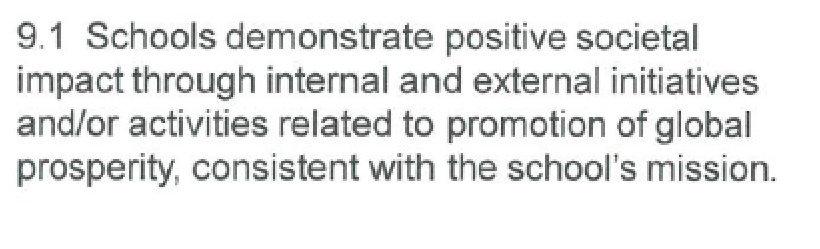 9.1 Schools demonstrate positive societal
impact through internal and external initiatives
and/or activities related to promotion of global
prosperity, consistent with the school's mission.